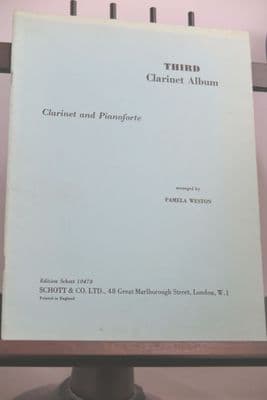 THIRD
Clarinet Album
Clarinet and Pianoforte
arranged by
PAMELA WESTON
Edition Schott 10478
SCHOTT & CO. LTD., 48 Great Marlborough Street, London, W.1
Printed in England